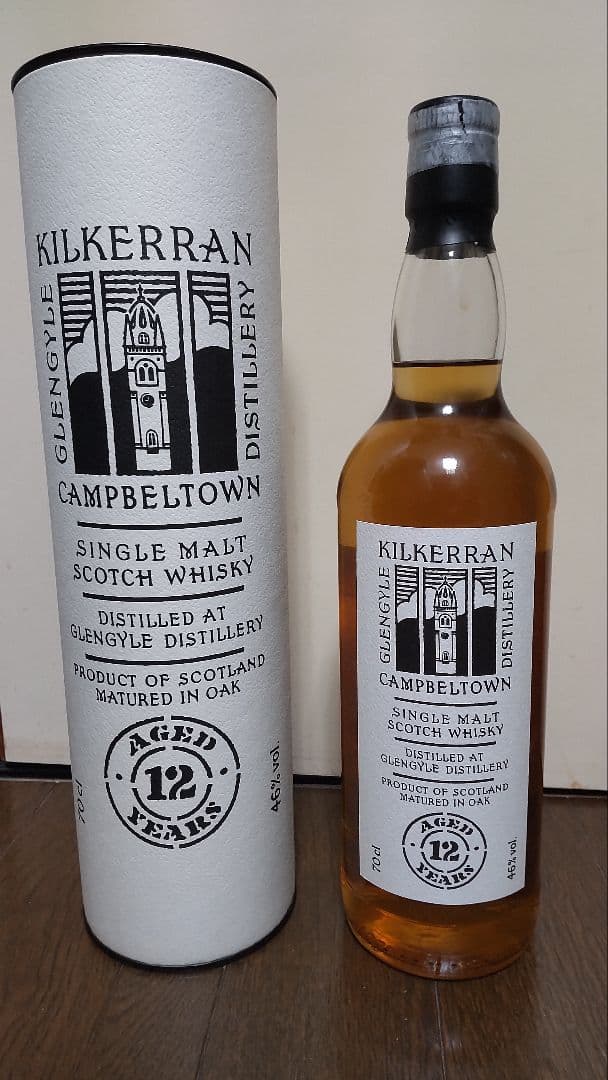 KILKERRAN
GLENGYLE
DISTILLERY
CAMPBELTOWN
SINGLE MALT
SCOTCH WHISKY
DISTILLED AT
GLENGYLE DISTILLERY
PRODUCT OF SCOTLAND
MATURED IN OAK
AGED
12
YEARS
70cl
46% vol.
KILKERRAN
GLENGYLE
DISTILLERY
CAMPBELTOWN
SINGLE MALT
SCOTCH WHISKY
DISTILLED AT
GLENGYLE DISTILLERY
PRODUCT OF SCOTLAND
MATURED IN OAK
AGED
12
YEARS
70cl
46% vol.